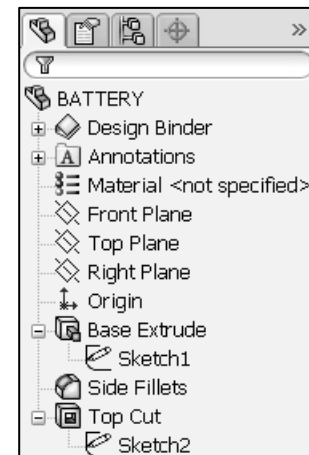 BATTERY
Design Binder
A Annotations
Material <not specified>
Front Plane
Top Plane
Right Plane
Origin
Base Extrude
Sketch1
Side Fillets
Top Cut
Sketch2